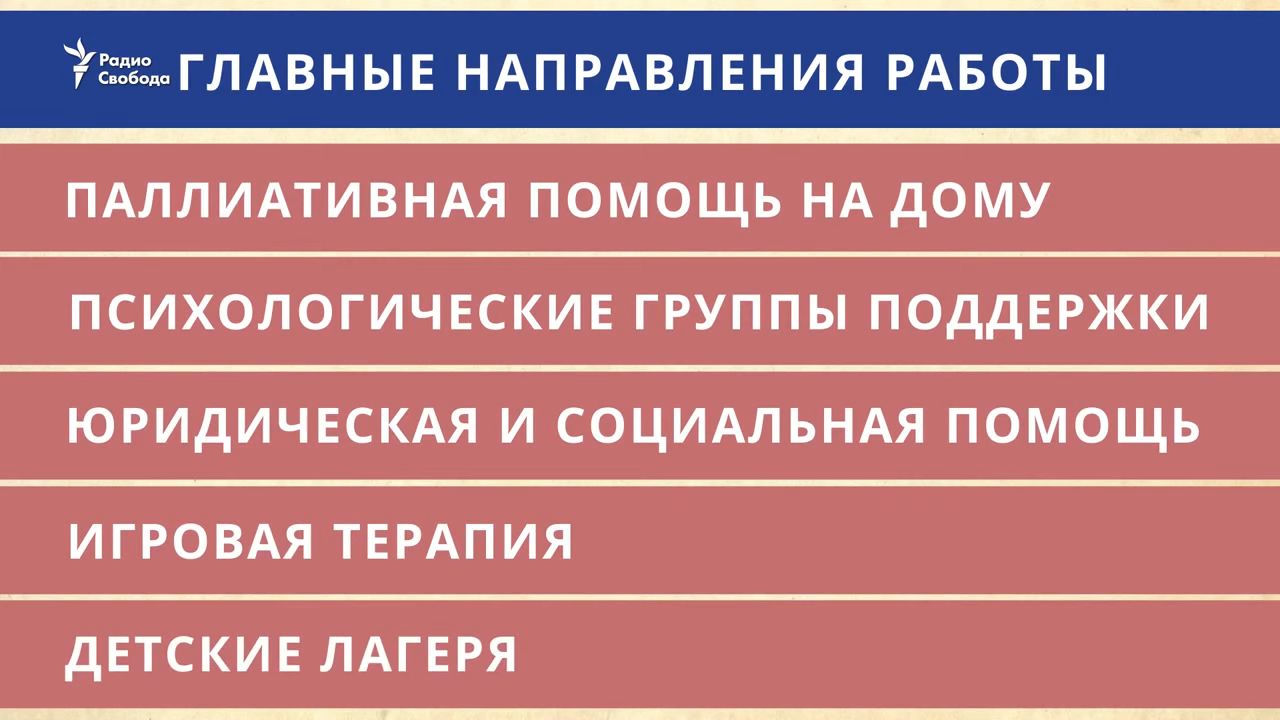 Радио
Свобода
ГЛАВНЫЕ НАПРАВЛЕНИЯ РАБОТЫ
ПАЛЛИАТИВНАЯ ПОМОЩЬ НА ДОМУ
ПСИХОЛОГИЧЕСКИЕ ГРУППЫ ПОДДЕРЖКИ
ЮРИДИЧЕСКАЯ И СОЦИАЛЬНАЯ ПОМОЩЬ
ИГРОВАЯ ТЕРАПИЯ
ДЕТСКИЕ ЛАГЕРЯ